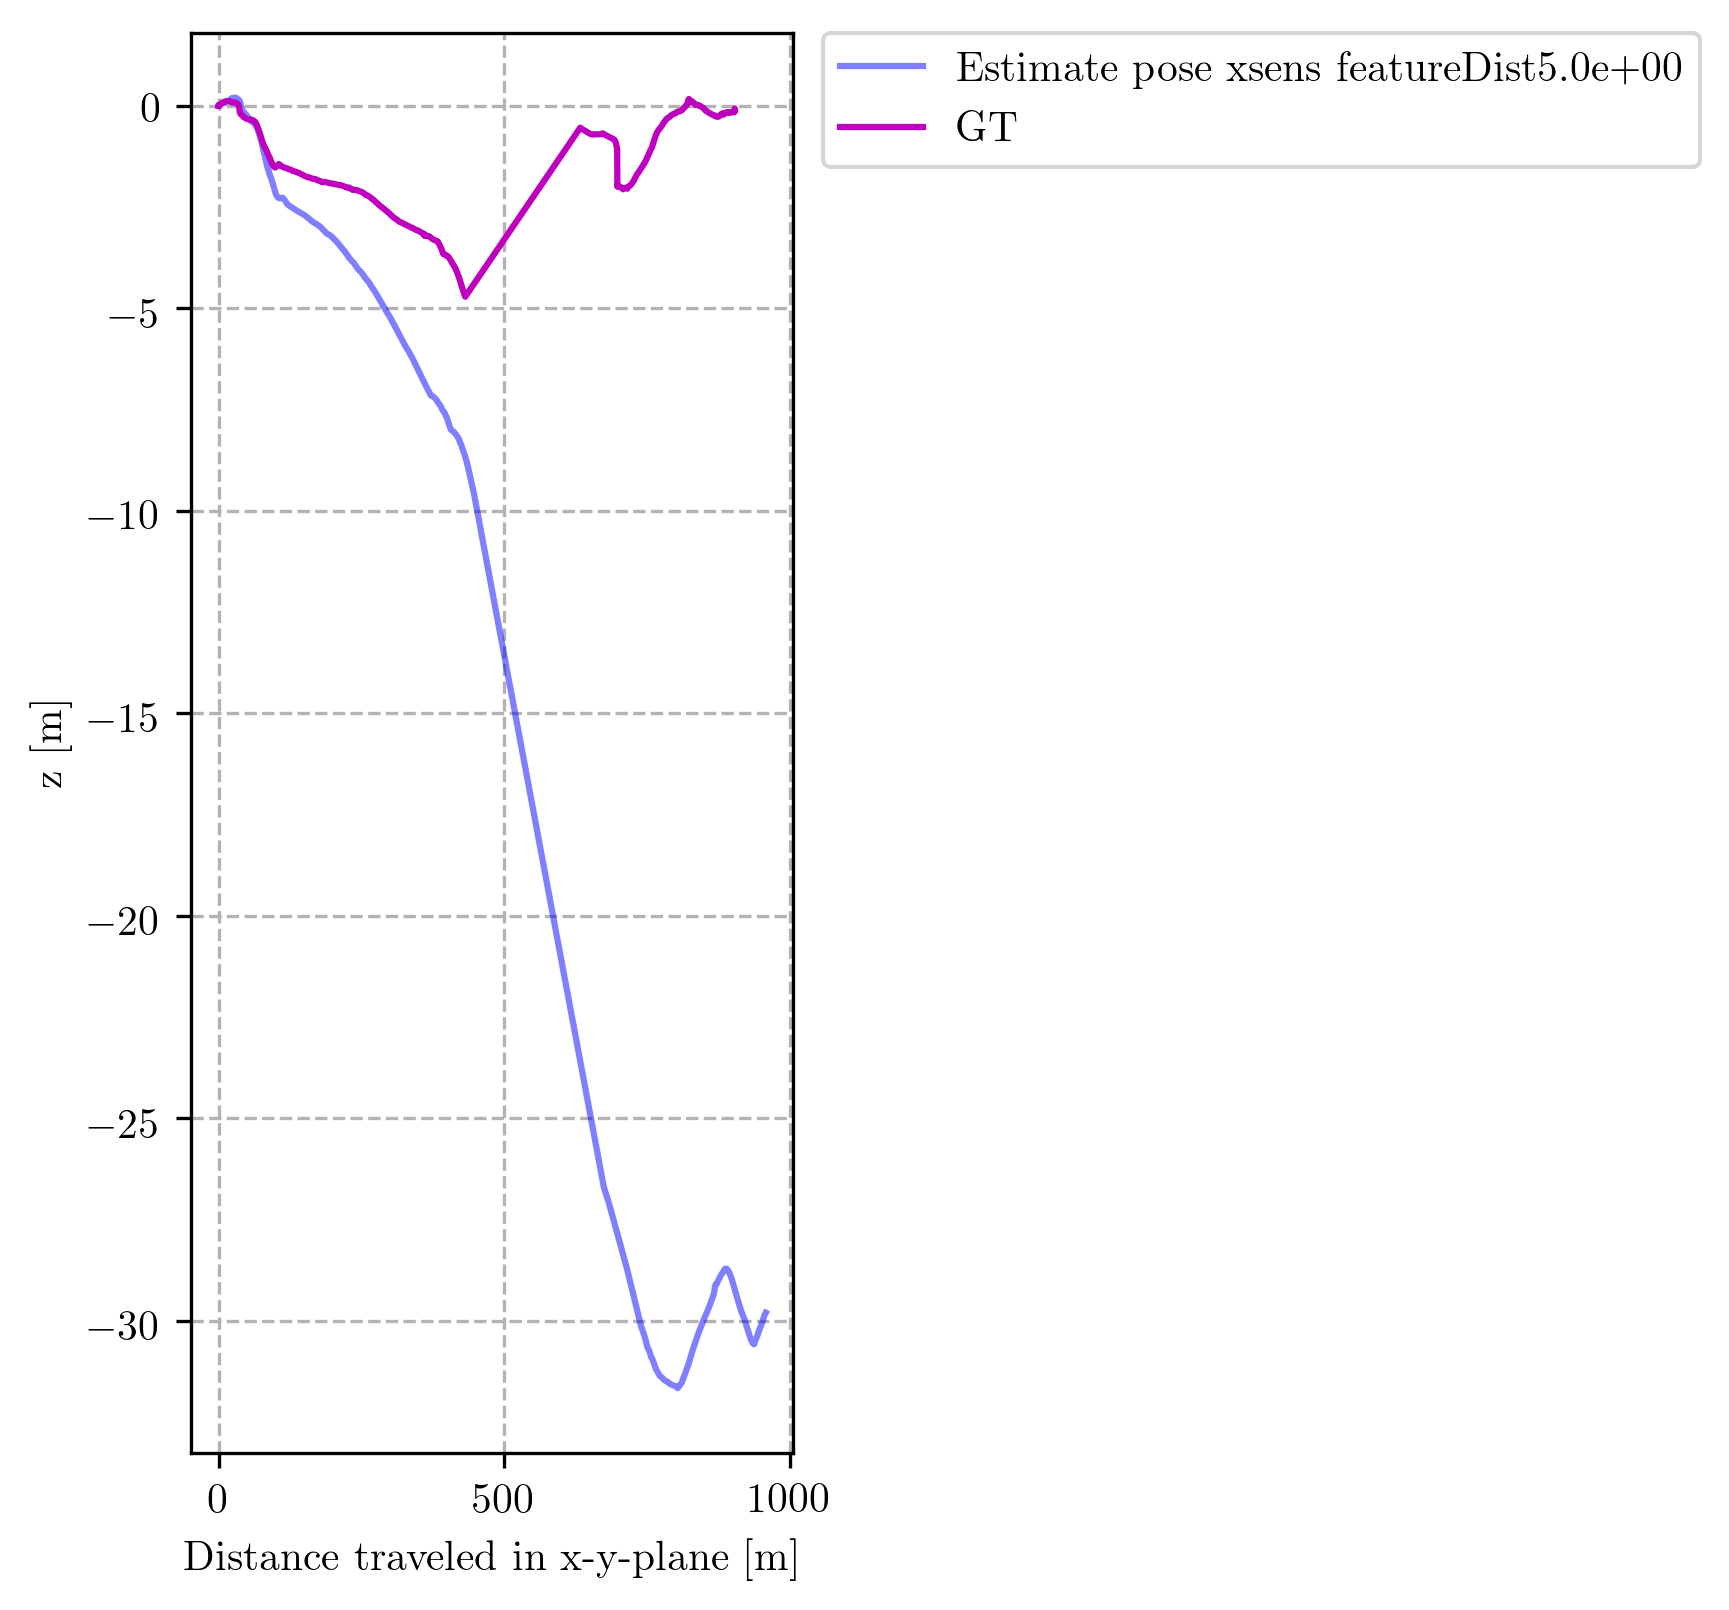 Estimate pose xsens featureDist5.0e+00
GT
0
−5
−10
−15
−20
−25
−30
z [m]
0 500 1000
Distance traveled in x-y-plane [m]